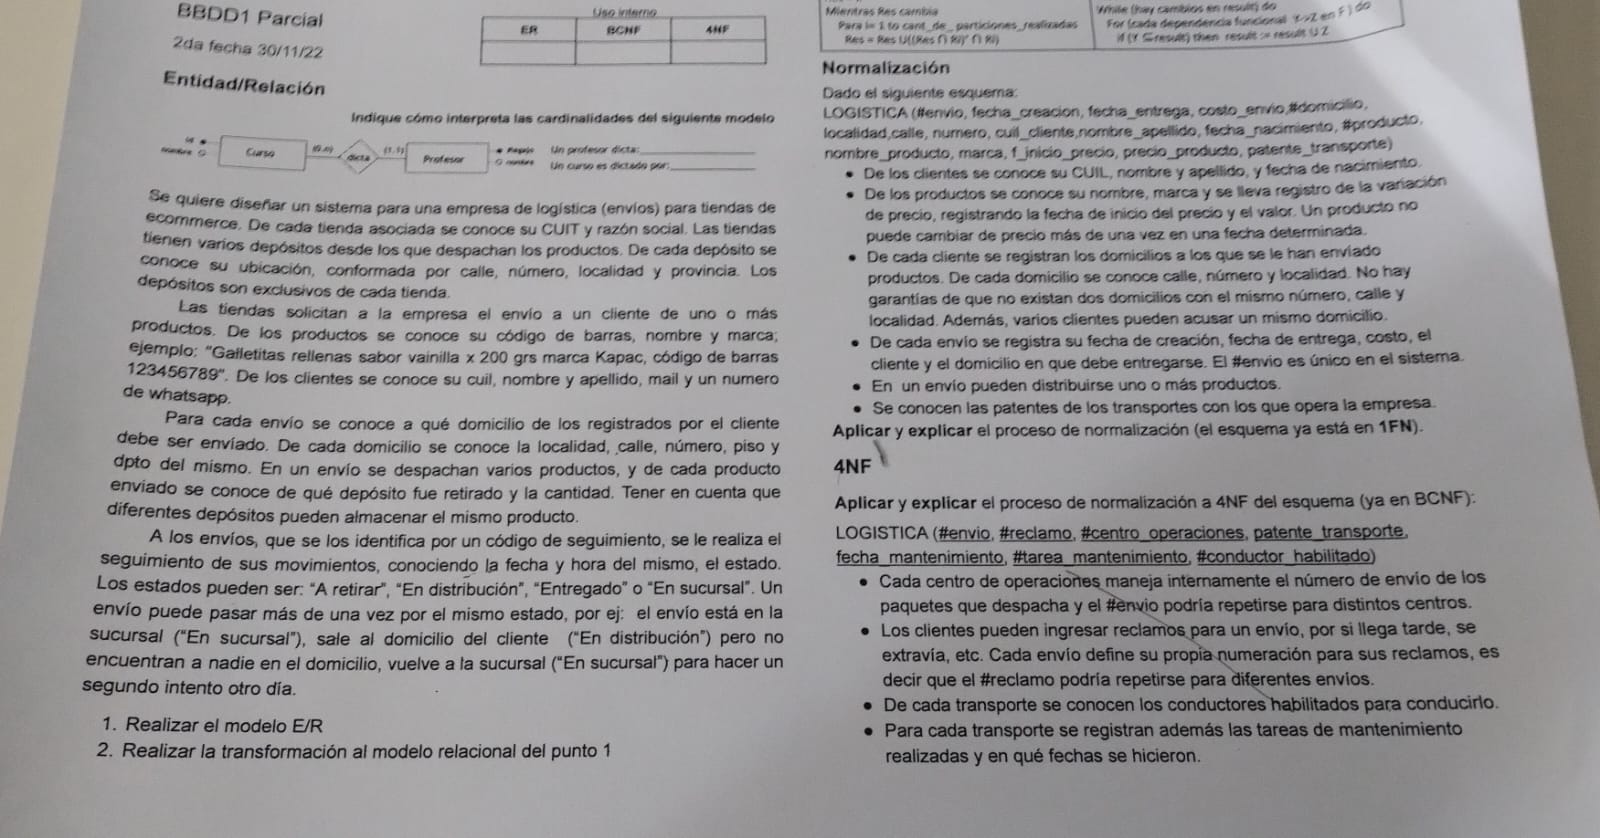 BBDD1 Parcial
2da fecha 30/11/22
Uso interno
ER BCNF 4NF
Entidad/Relación
Indique cómo interpreta las cardinalidades del siguiente modelo
nombre Curso (0,n) dicta (1,1) Profesor nombre
Un profesor dicta:
Un curso es dictado por:
Se quiere diseñar un sistema para una empresa de logística (envíos) para tiendas de
ecommerce. De cada tienda asociada se conoce su CUIT y razón social. Las tiendas
tienen varios depósitos desde los que despachan los productos. De cada depósito se
conoce su ubicación, conformada por calle, número, localidad y provincia. Los
depósitos son exclusivos de cada tienda.
Las tiendas solicitan a la empresa el envío a un cliente de uno o más
productos. De los productos se conoce su código de barras, nombre y marca;
ejemplo: "Galletitas rellenas sabor vainilla x 200 grs marca Kapac, código de barras
123456789". De los clientes se conoce su cuil, nombre y apellido, mail y un numero
de whatsapp.
Para cada envío se conoce a qué domicilio de los registrados por el cliente
debe ser envíado. De cada domicilio se conoce la localidad, calle, número, piso y
dpto del mismo. En un envío se despachan varios productos, y de cada producto
enviado se conoce de qué depósito fue retirado y la cantidad. Tener en cuenta que
diferentes depósitos pueden almacenar el mismo producto.
A los envíos, que se los identifica por un código de seguimiento, se le realiza el
seguimiento de sus movimientos, conociendo la fecha y hora del mismo, el estado.
Los estados pueden ser: "A retirar", "En distribución", "Entregado" o "En sucursal". Un
envío puede pasar más de una vez por el mismo estado, por ej: el envío está en la
sucursal ("En sucursal"), sale al domicilio del cliente ("En distribución") pero no
encuentran a nadie en el domicilio, vuelve a la sucursal ("En sucursal") para hacer un
segundo intento otro día.
1. Realizar el modelo E/R
2. Realizar la transformación al modelo relacional del punto 1
Mientras Res cambia
Para i= 1 to cant_de_ particiones_realizadas
Res = Res U((Res ∩ Ri)⁺ ∩ Ri)
While (hay cambios en result) do
For (cada dependencia funcional Y->Z en F ) do
if (Y ⊆ result) then result := result U Z
Normalización
Dado el siguiente esquema:
LOGISTICA (#envio, fecha_creacion, fecha_entrega, costo_envio,#domicilio,
localidad,calle, numero, cuil_cliente,nombre_apellido, fecha_nacimiento, #producto,
nombre_producto, marca, f_inicio_precio, precio_producto, patente_transporte)
● De los clientes se conoce su CUIL, nombre y apellido, y fecha de nacimiento.
● De los productos se conoce su nombre, marca y se lleva registro de la variación
de precio, registrando la fecha de inicio del precio y el valor. Un producto no
puede cambiar de precio más de una vez en una fecha determinada.
● De cada cliente se registran los domicilios a los que se le han envíado
productos. De cada domicilio se conoce calle, número y localidad. No hay
garantías de que no existan dos domicilios con el mismo número, calle y
localidad. Además, varios clientes pueden acusar un mismo domicilio.
● De cada envío se registra su fecha de creación, fecha de entrega, costo, el
cliente y el domicilio en que debe entregarse. El #envio es único en el sistema.
● En un envío pueden distribuirse uno o más productos.
● Se conocen las patentes de los transportes con los que opera la empresa.
Aplicar y explicar el proceso de normalización (el esquema ya está en 1FN).
4NF
Aplicar y explicar el proceso de normalización a 4NF del esquema (ya en BCNF):
LOGISTICA (#envio, #reclamo, #centro_operaciones, patente_transporte,
fecha_mantenimiento, #tarea_mantenimiento, #conductor_habilitado)
● Cada centro de operaciones maneja internamente el número de envío de los
paquetes que despacha y el #envio podría repetirse para distintos centros.
● Los clientes pueden ingresar reclamos para un envío, por si llega tarde, se
extravía, etc. Cada envío define su propia numeración para sus reclamos, es
decir que el #reclamo podría repetirse para diferentes envíos.
● De cada transporte se conocen los conductores habilitados para conducirlo.
● Para cada transporte se registran además las tareas de mantenimiento
realizadas y en qué fechas se hicieron.